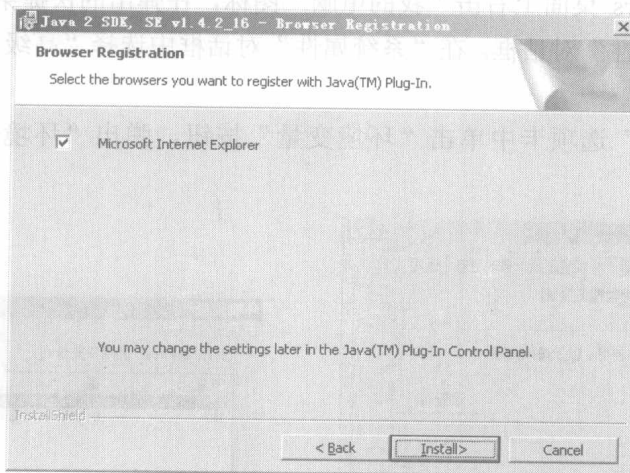 Java 2 SDK, SE v1.4.2_16 - Browser Registration
Browser Registration
Select the browsers you want to register with Java(TM) Plug-In.
Microsoft Internet Explorer
You may change the settings later in the Java(TM) Plug-In Control Panel.
InstallShield
< Back
Install>
Cancel